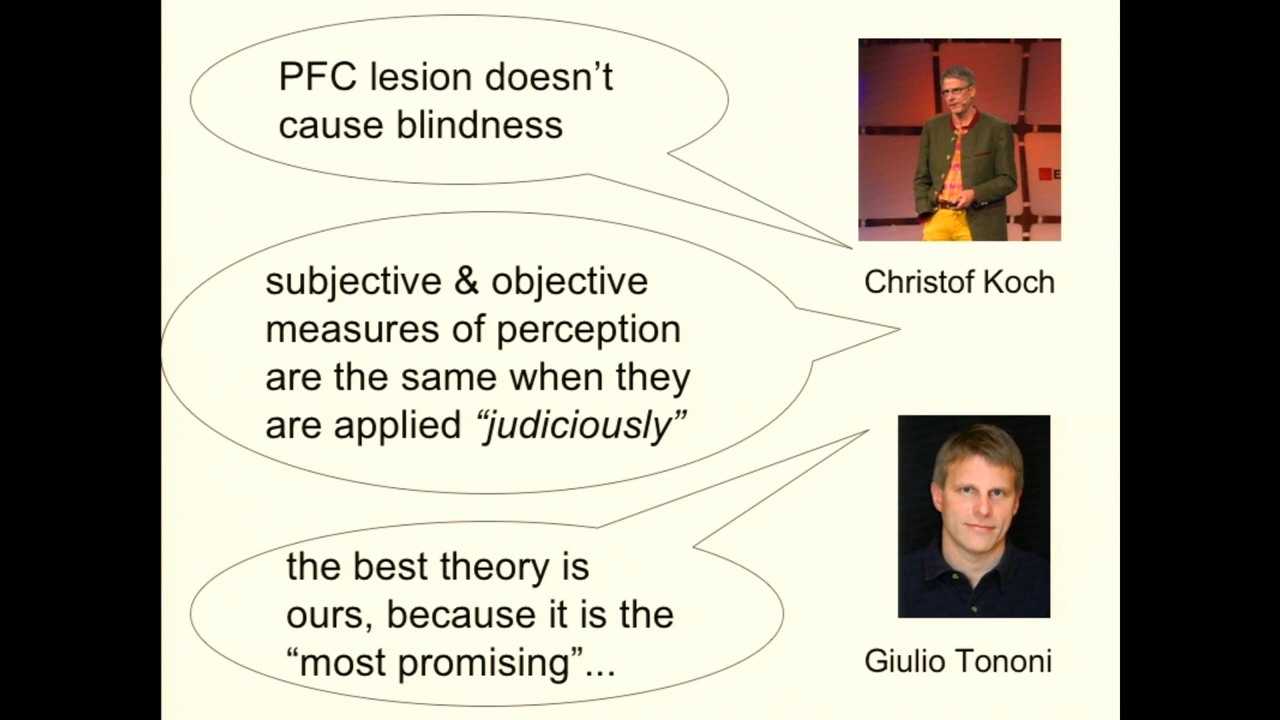 PFC lesion doesn’t
cause blindness
Christof Koch
subjective & objective
measures of perception
are the same when they
are applied “judiciously”
the best theory is
ours, because it is the
“most promising”...
Giulio Tononi